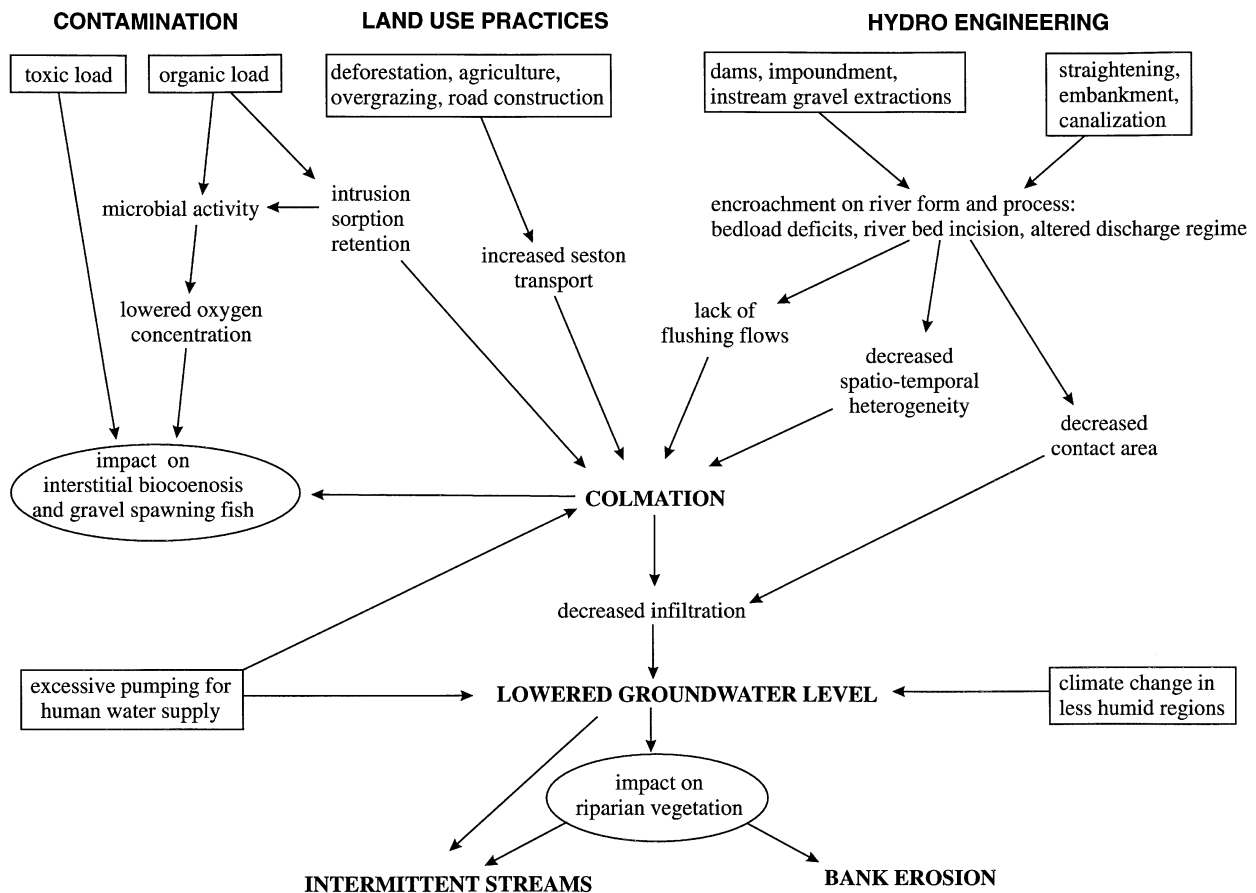 CONTAMINATION
LAND USE PRACTICES
HYDRO ENGINEERING
toxic load
organic load
deforestation, agriculture,
overgrazing, road construction
dams, impoundment,
instream gravel extractions
straightening,
embankment,
canalization
microbial activity
intrusion
sorption
retention
encroachment on river form and process:
bedload deficits, river bed incision, altered discharge regime
increased seston
transport
lowered oxygen
concentration
lack of
flushing flows
decreased
spatio-temporal
heterogeneity
decreased
contact area
impact on
interstitial biocoenosis
and gravel spawning fish
COLMATION
decreased infiltration
excessive pumping for
human water supply
LOWERED GROUNDWATER LEVEL
climate change in
less humid regions
impact on
riparian vegetation
INTERMITTENT STREAMS
BANK EROSION